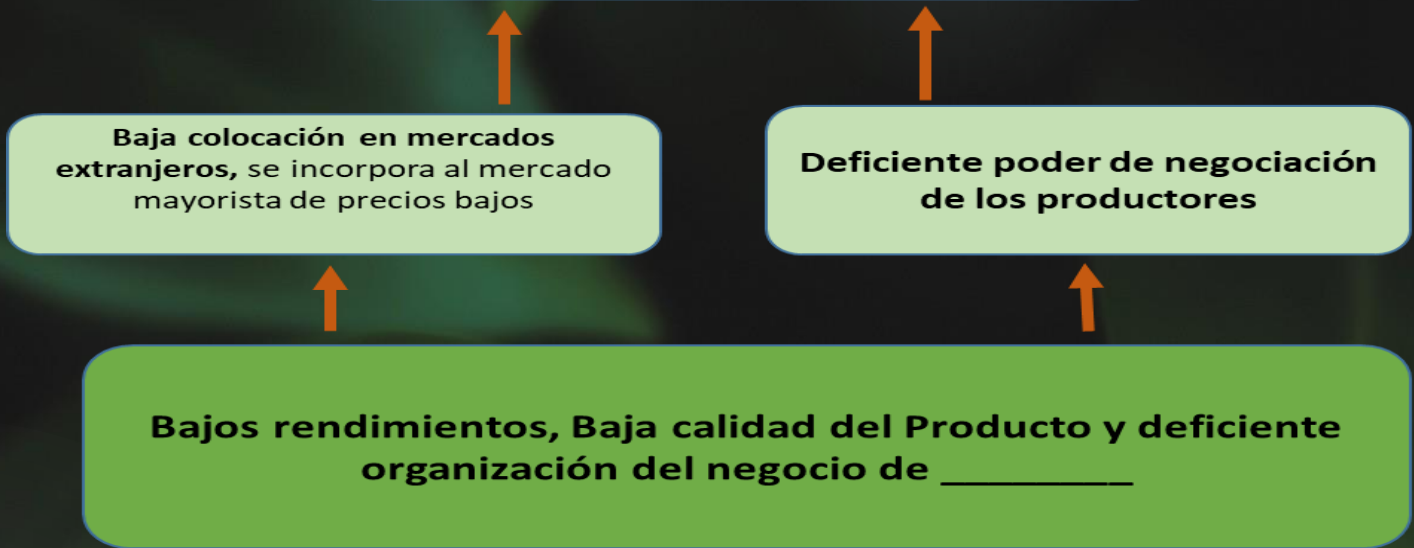 Baja colocación en mercados
extranjeros, se incorpora al mercado
mayorista de precios bajos
Deficiente poder de negociación
de los productores
Bajos rendimientos, Baja calidad del Producto y deficiente
organización del negocio de ________